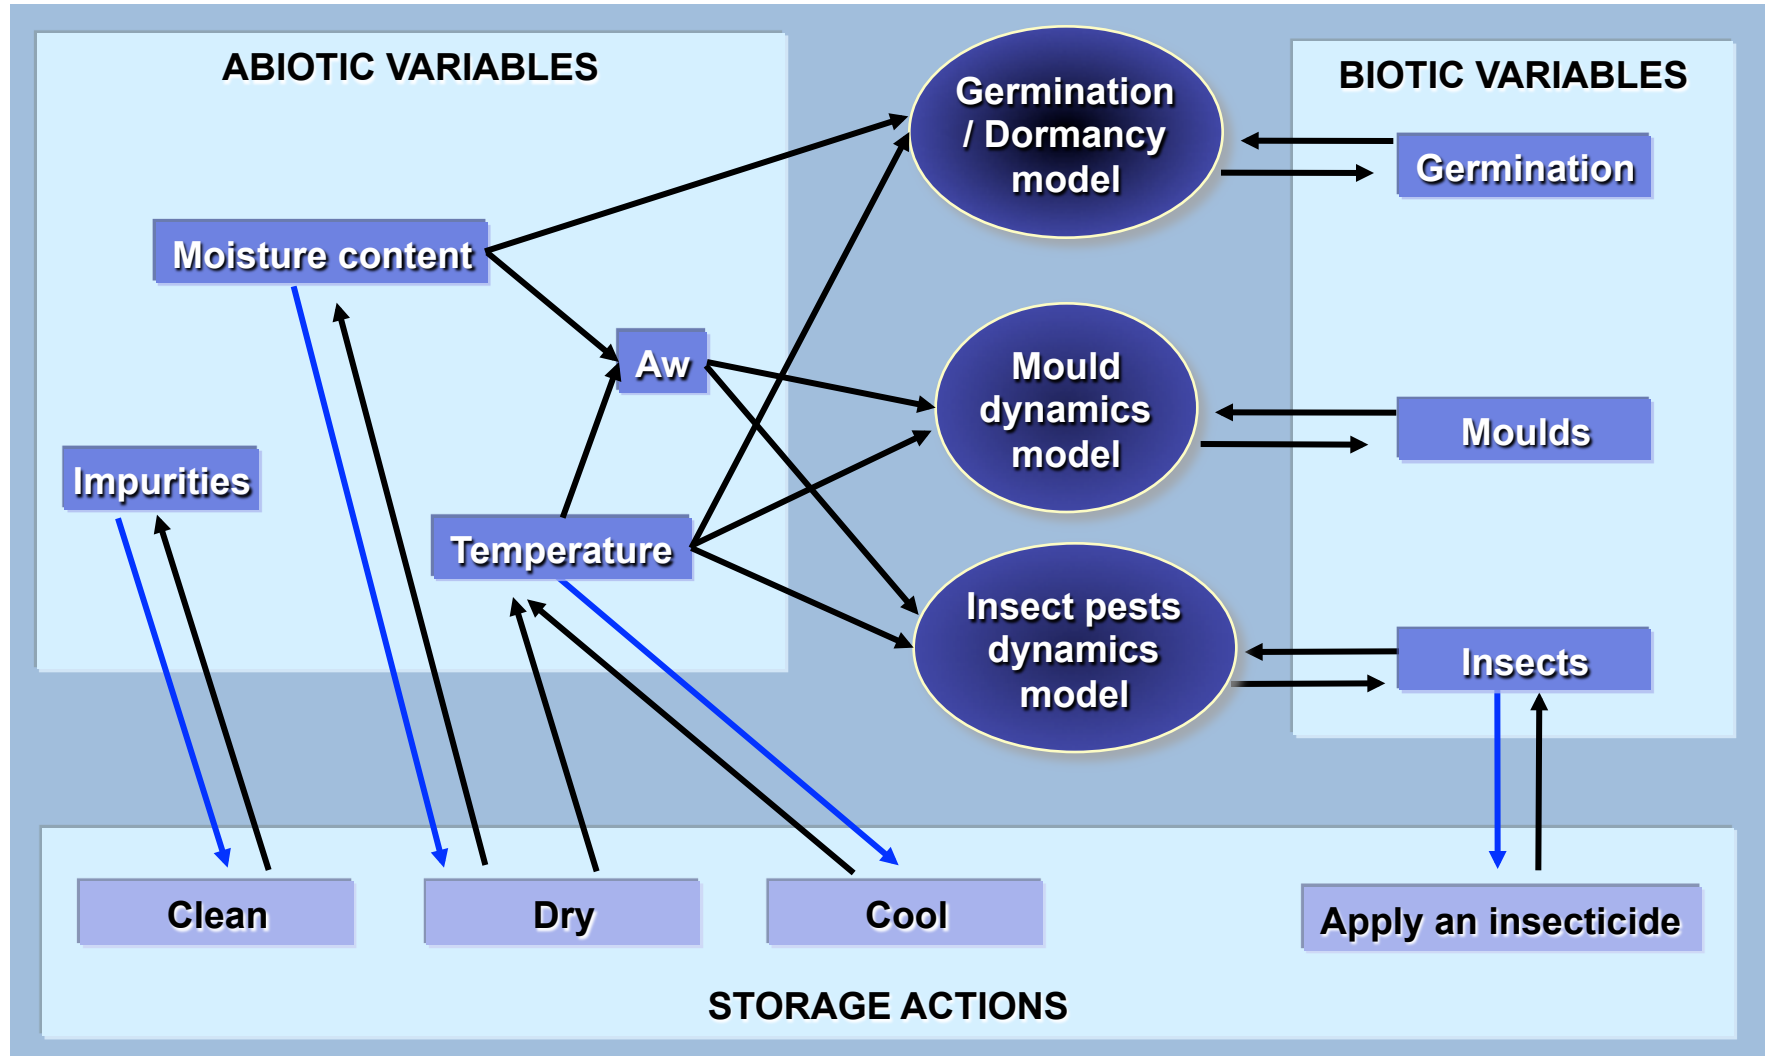 ABIOTIC VARIABLES
Moisture content
Aw
Impurities
Temperature
Germination
/ Dormancy
model
Mould
dynamics
model
Insect pests
dynamics
model
BIOTIC VARIABLES
Germination
Moulds
Insects
Clean
Dry
Cool
Apply an insecticide
STORAGE ACTIONS